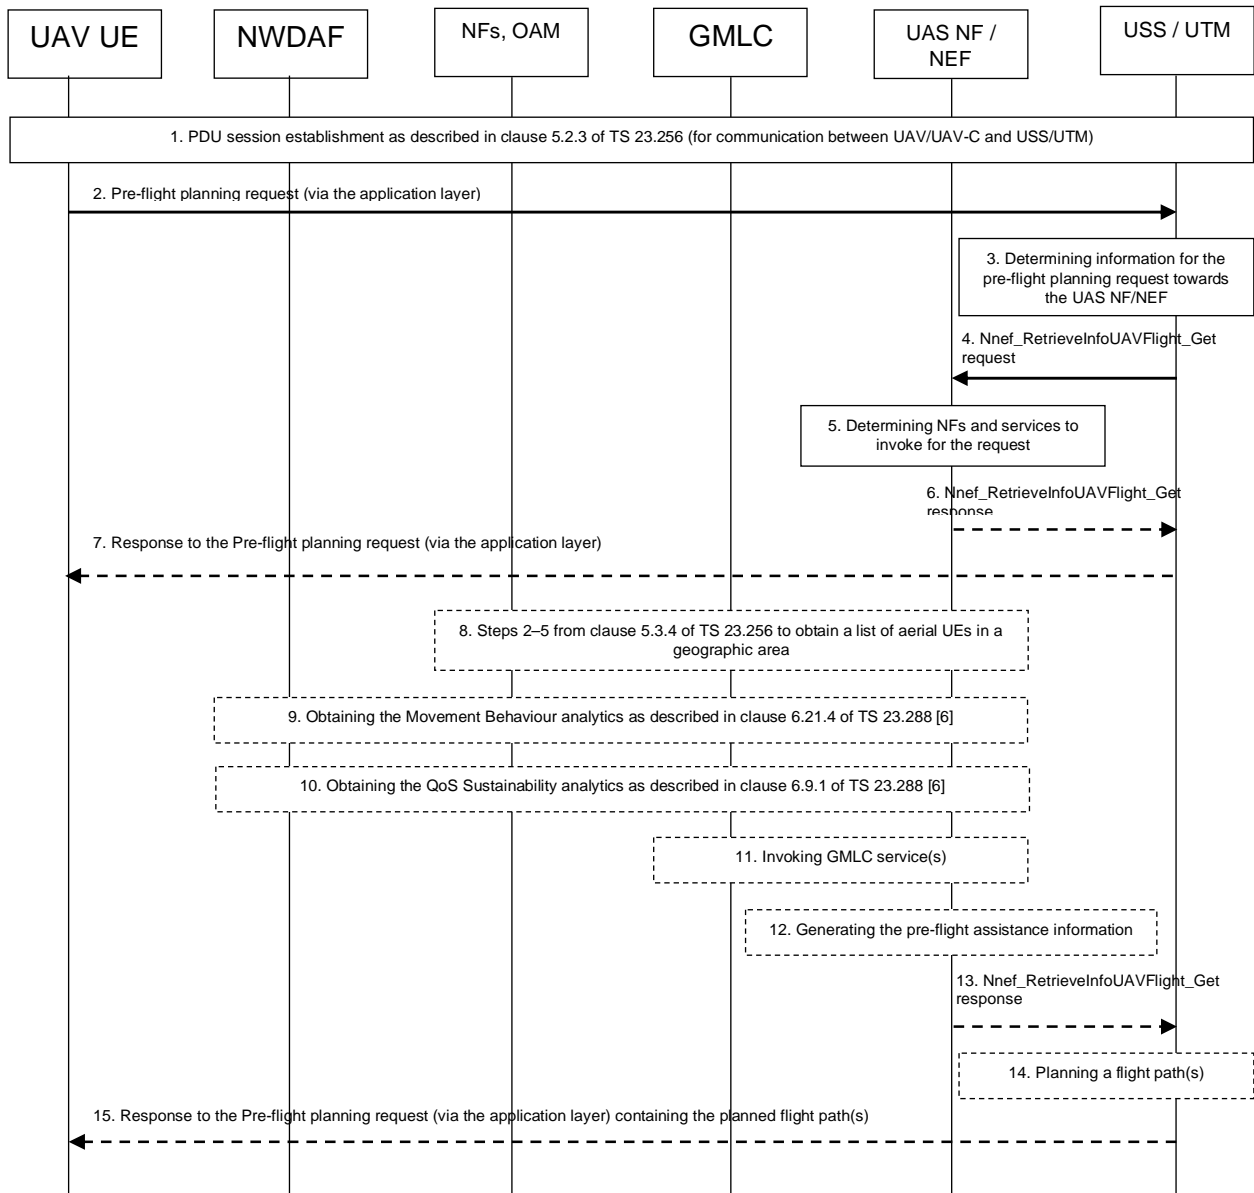 UAV UE
NWDAF
NFs, OAM
GMLC
UAS NF /
NEF
USS / UTM
1. PDU session establishment as described in clause 5.2.3 of TS 23.256 (for communication between UAV/UAV-C and USS/UTM)
2. Pre-flight planning request (via the application layer)
3. Determining information for the
pre-flight planning request towards
the UAS NF/NEF
4. Nnef_RetrieveInfoUAVFlight_Get
request
5. Determining NFs and services to
invoke for the request
6. Nnef_RetrieveInfoUAVFlight_Get
response
7. Response to the Pre-flight planning request (via the application layer)
8. Steps 2–5 from clause 5.3.4 of TS 23.256 to obtain a list of aerial UEs in a
geographic area
9. Obtaining the Movement Behaviour analytics as described in clause 6.21.4 of TS 23.288 [6]
10. Obtaining the QoS Sustainability analytics as described in clause 6.9.1 of TS 23.288 [6]
11. Invoking GMLC service(s)
12. Generating the pre-flight assistance information
13. Nnef_RetrieveInfoUAVFlight_Get
response
14. Planning a flight path(s)
15. Response to the Pre-flight planning request (via the application layer) containing the planned flight path(s)